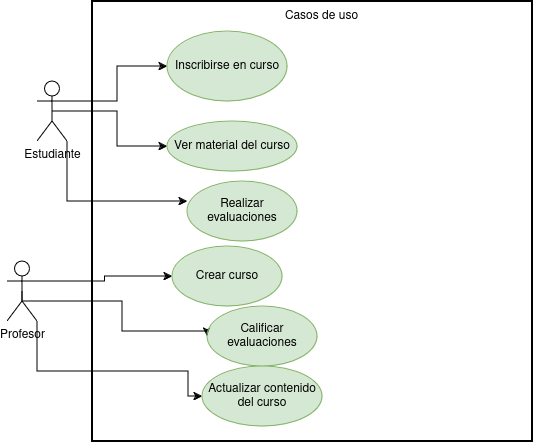 Casos de uso
Inscribirse en curso
Ver material del curso
Estudiante
Realizar
evaluaciones
Crear curso
Calificar
evaluaciones
Profesor
Actualizar contenido
del curso